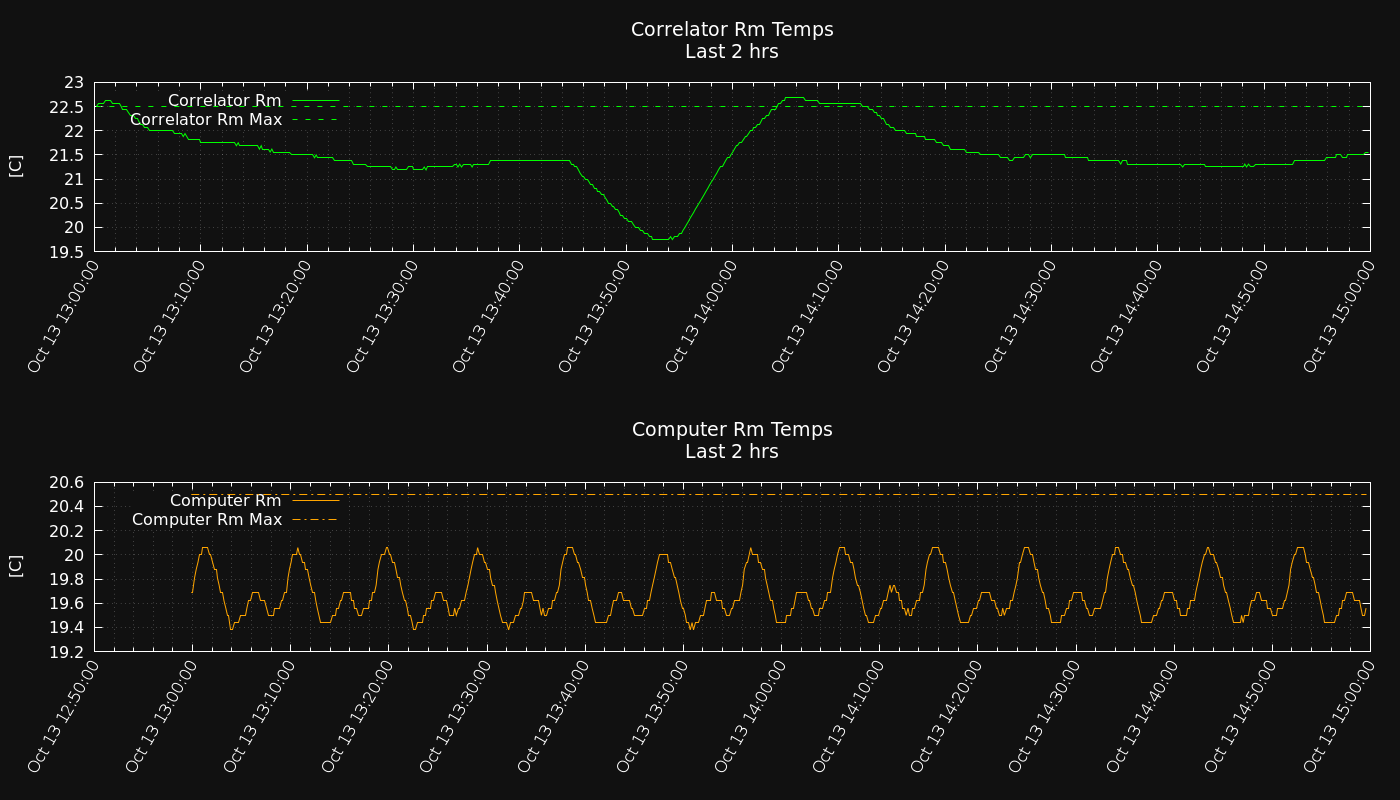 Correlator Rm Temps
Last 2 hrs
23
Correlator Rm
22.5
Correlator Rm Max
22
21.5
[C]
21
20.5
20
19.5
Oct 13 13:00:00
Oct 13 13:10:00
Oct 13 13:20:00
Oct 13 13:30:00
Oct 13 13:40:00
Oct 13 13:50:00
Oct 13 14:00:00
Oct 13 14:10:00
Oct 13 14:20:00
Oct 13 14:30:00
Oct 13 14:40:00
Oct 13 14:50:00
Oct 13 15:00:00
Computer Rm Temps
Last 2 hrs
20.6
Computer Rm
20.4
Computer Rm Max
20.2
20
[C]
19.8
19.6
19.4
19.2
Oct 13 12:50:00
Oct 13 13:00:00
Oct 13 13:10:00
Oct 13 13:20:00
Oct 13 13:30:00
Oct 13 13:40:00
Oct 13 13:50:00
Oct 13 14:00:00
Oct 13 14:10:00
Oct 13 14:20:00
Oct 13 14:30:00
Oct 13 14:40:00
Oct 13 14:50:00
Oct 13 15:00:00